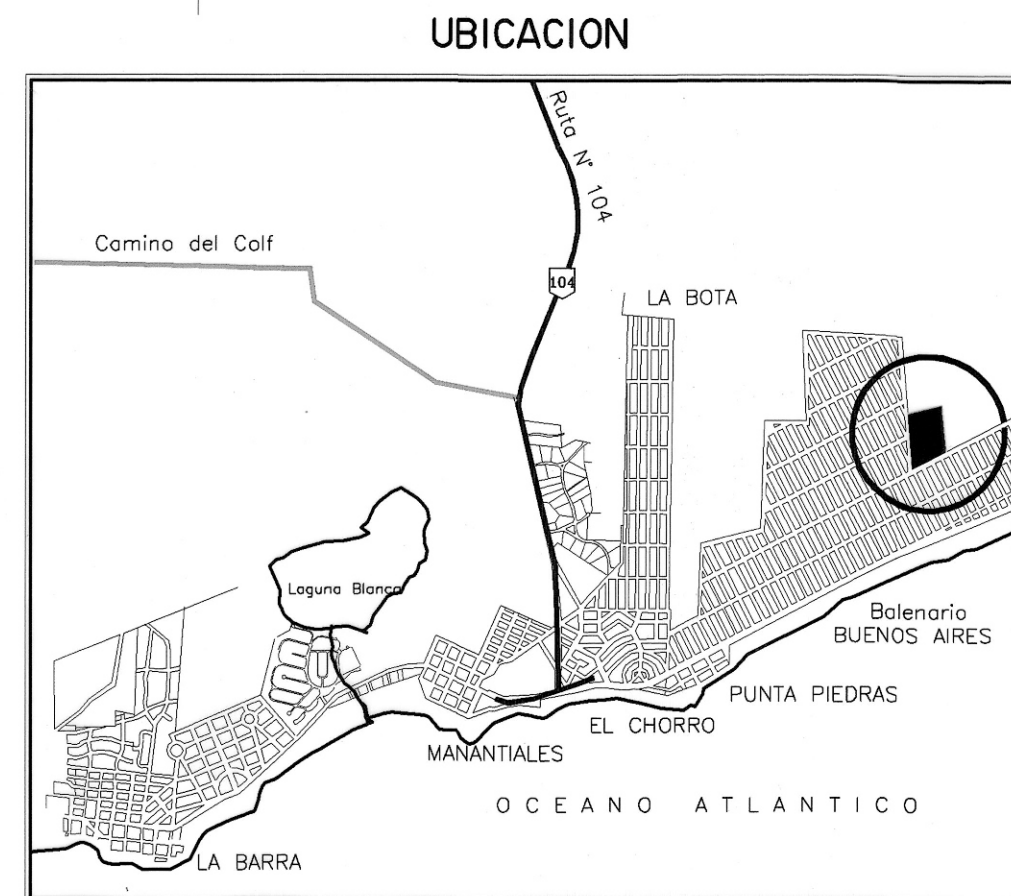 UBICACION
Ruta N° 104
Camino del Colf
104
LA BOTA
Laguna Blanca
Balenario
BUENOS AIRES
PUNTA PIEDRAS
EL CHORRO
MANANTIALES
OCEANO ATLANTICO
LA BARRA